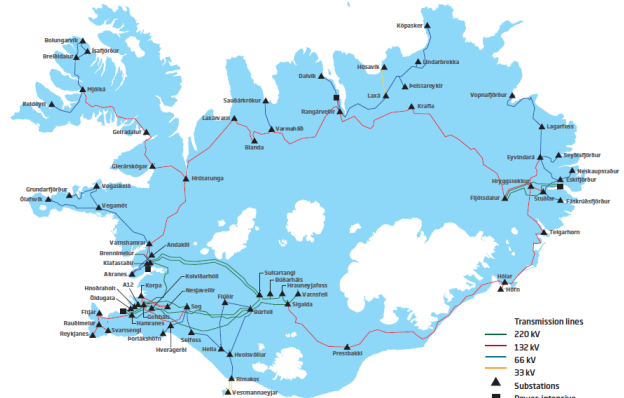 Kópasker
Bolungarvík
Ísafjörður
Breiðidalur
Lindarbrekka
Húsavík
Dalvík
Mjólká
Laxá
Þeistareykir
Vopnafjörður
Keldeyri
Sauðárkrókur
Rangárvellir
Krafla
Laxárvatn
Varmahlíð
Lagarfoss
Geiradalur
Blanda
Eyvindará
Seyðisfjörður
Glerárskógar
Neskaupstaður
Hrútatunga
Hryggstekkur
Eskifjörður
Vogaskeið
Grundarfjörður
Stuðlar
Ólafsvík
Fljótsdalur
Fáskrúðsfjörður
Vegamót
Teigarhorn
Vatnshamrar
Andakíll
Brennimelur
Klafastaðir
Akranes
Kolviðarhóll
Sultartangi
Hólar
A12
Korpa
Búðarháls
Hrauneyjafoss
Höfn
Hnoðraholt
Nesjavellir
Vatnsfell
Öldugata
Sog
Flúðir
Sigalda
Fitjar
Geitháls
Búrfell
Transmission lines
Rauðimelur
Hamranes
220 kV
Reykjanes
Svartsengi
Selfoss
132 kV
Þorlákshöfn
Hella
Hvolsvöllur
Prestbakki
66 kV
Hveragerði
33 kV
Rimakot
Substations
Vestmannaeyjar
Power intensive